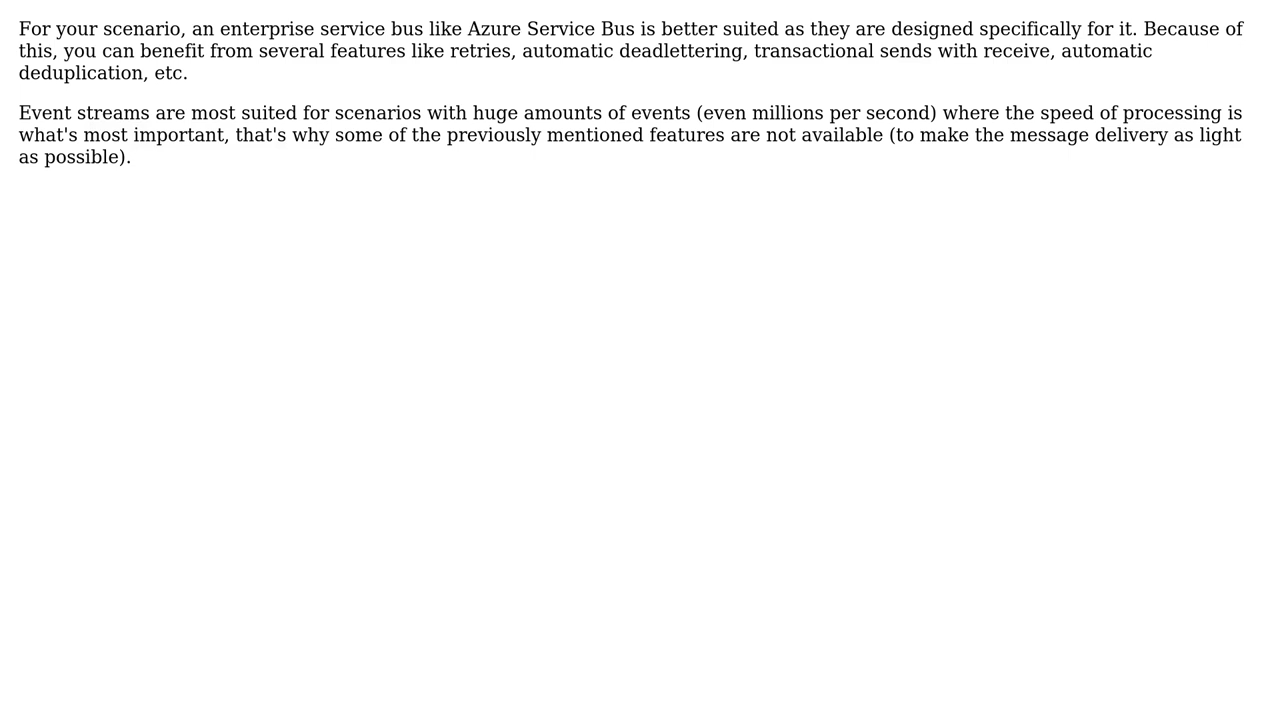 For your scenario, an enterprise service bus like Azure Service Bus is better suited as they are designed specifically for it. Because of
this, you can benefit from several features like retries, automatic deadlettering, transactional sends with receive, automatic
deduplication, etc.
Event streams are most suited for scenarios with huge amounts of events (even millions per second) where the speed of processing is
what's most important, that's why some of the previously mentioned features are not available (to make the message delivery as light
as possible).